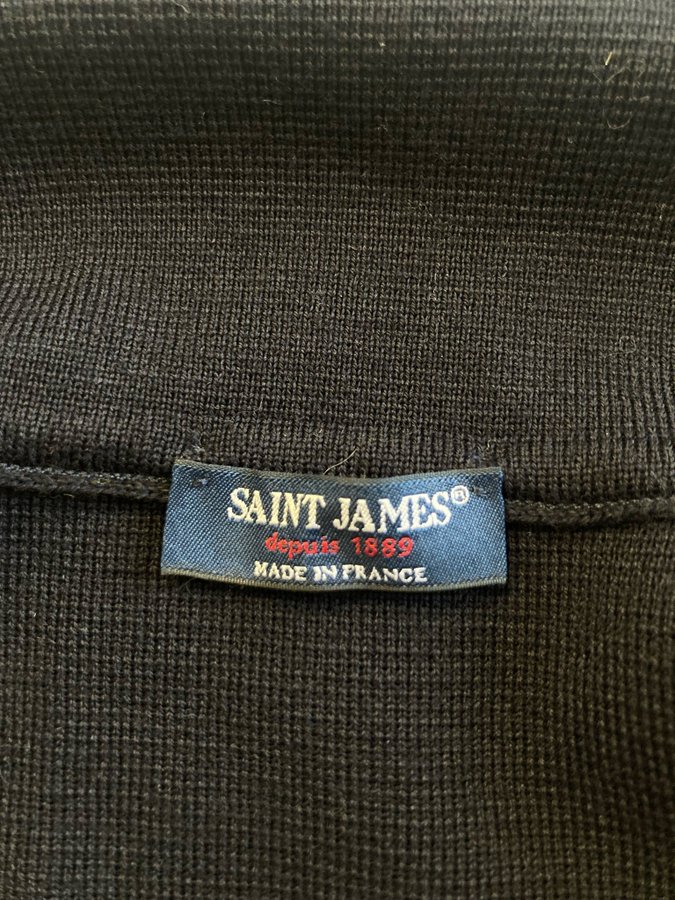 SAINT JAMES®
depuis 1889
MADE IN FRANCE